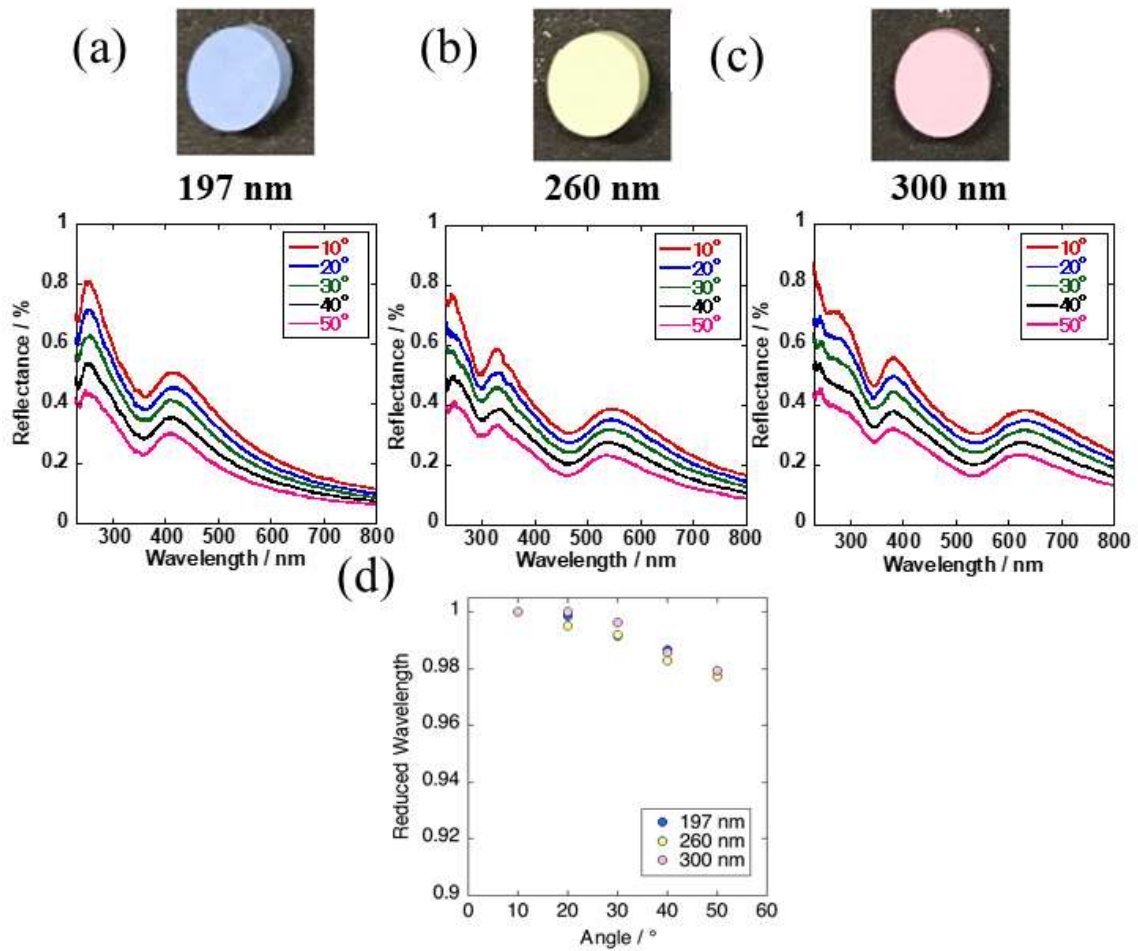 (a)
(b)
(c)
197 nm
260 nm
300 nm
1
0.8
0.6
0.4
0.2
0
Reflectance / %
10°
20°
30°
40°
50°
300 400 500 600 700 800
Wavelength / nm
1
0.8
0.6
0.4
0.2
0
Reflectance / %
10°
20°
30°
40°
50°
300 400 500 600 700 800
Wavelength / nm
1
0.8
0.6
0.4
0.2
0
Reflectance / %
10°
20°
30°
40°
50°
300 400 500 600 700 800
Wavelength / nm
(d)
1
0.98
0.96
0.94
0.92
0.9
Reduced Wavelength
197 nm
260 nm
300 nm
0 10 20 30 40 50 60
Angle / °